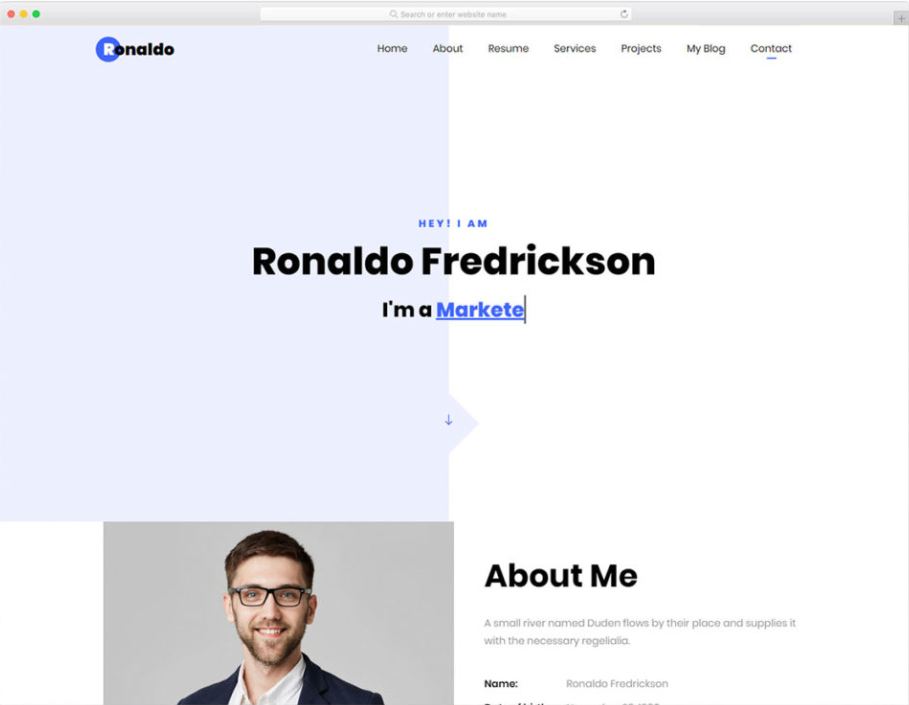 Search or enter website name
Ronaldo
Home About Resume Services Projects My Blog Contact
HEY! I AM
Ronaldo Fredrickson
I'm a Markete
About Me
A small river named Duden flows by their place and supplies it
with the necessary regelialia.
Name: Ronaldo Fredrickson